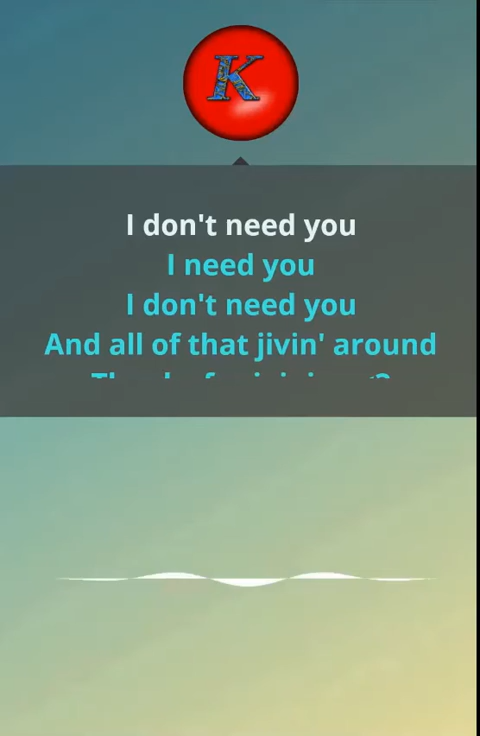 K
I don't need you
I need you
I don't need you
And all of that jivin' around